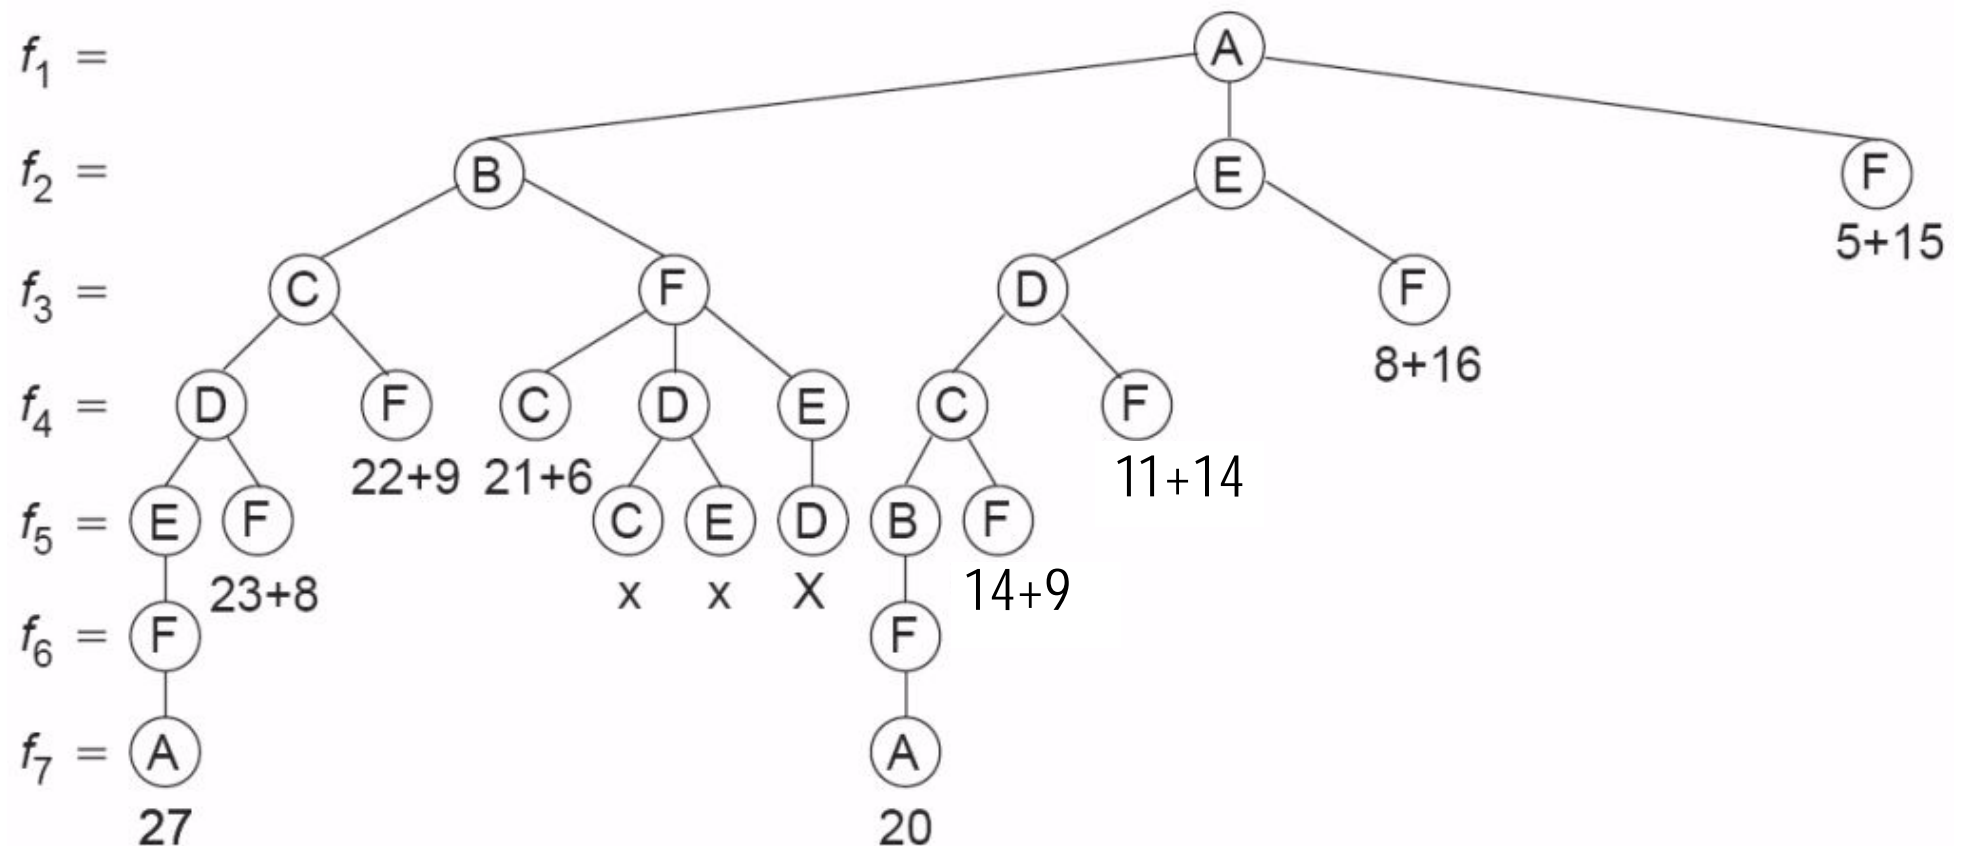 f1 = A
f2 = B E F
5+15
f3 = C F D F
8+16
f4 = D F C D E C F
22+9 21+6 11+14
f5 = E F C E D B F
23+8 x x X 14+9
f6 = F F
f7 = A A
27 20